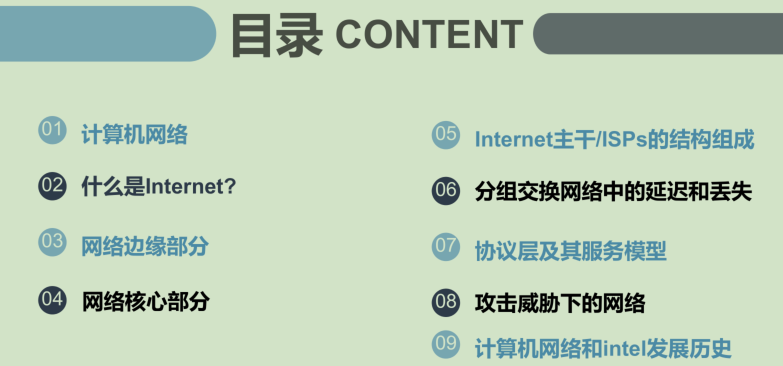 目录 CONTENT
01 计算机网络
02 什么是Internet?
03 网络边缘部分
04 网络核心部分
05 Internet主干/ISPs的结构组成
06 分组交换网络中的延迟和丢失
07 协议层及其服务模型
08 攻击威胁下的网络
09 计算机网络和intel发展历史